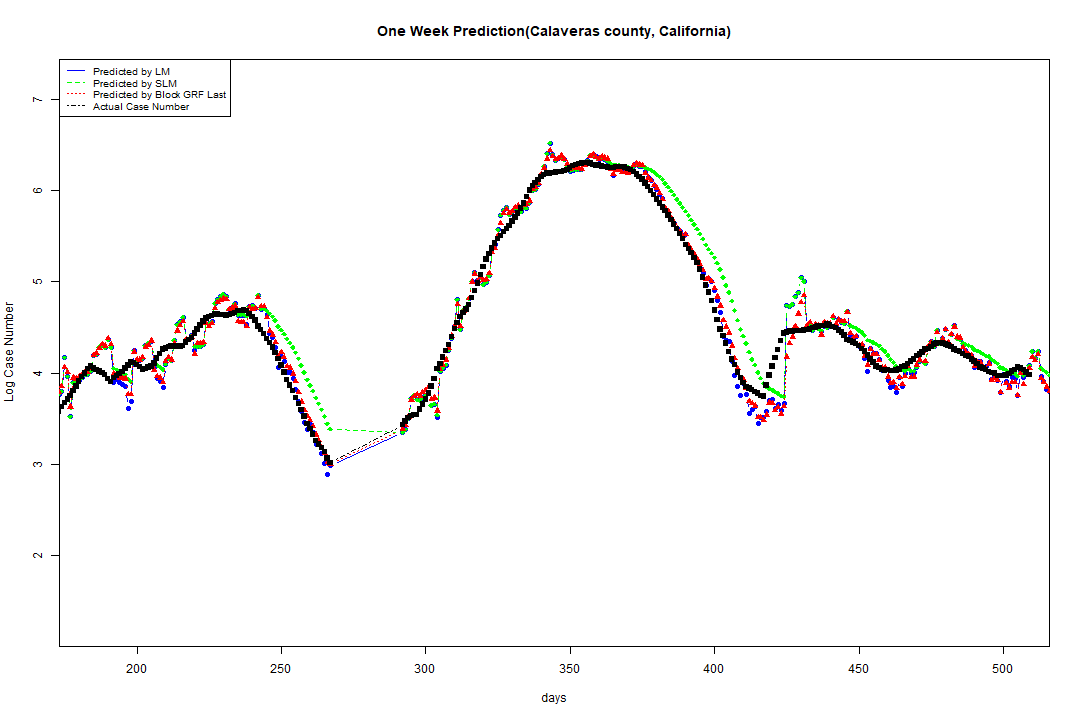 One Week Prediction(Calaveras county, California)
Predicted by LM
Predicted by SLM
Predicted by Block GRF Last
Actual Case Number
7
6
5
4
3
2
Log Case Number
200 250 300 350 400 450 500
days